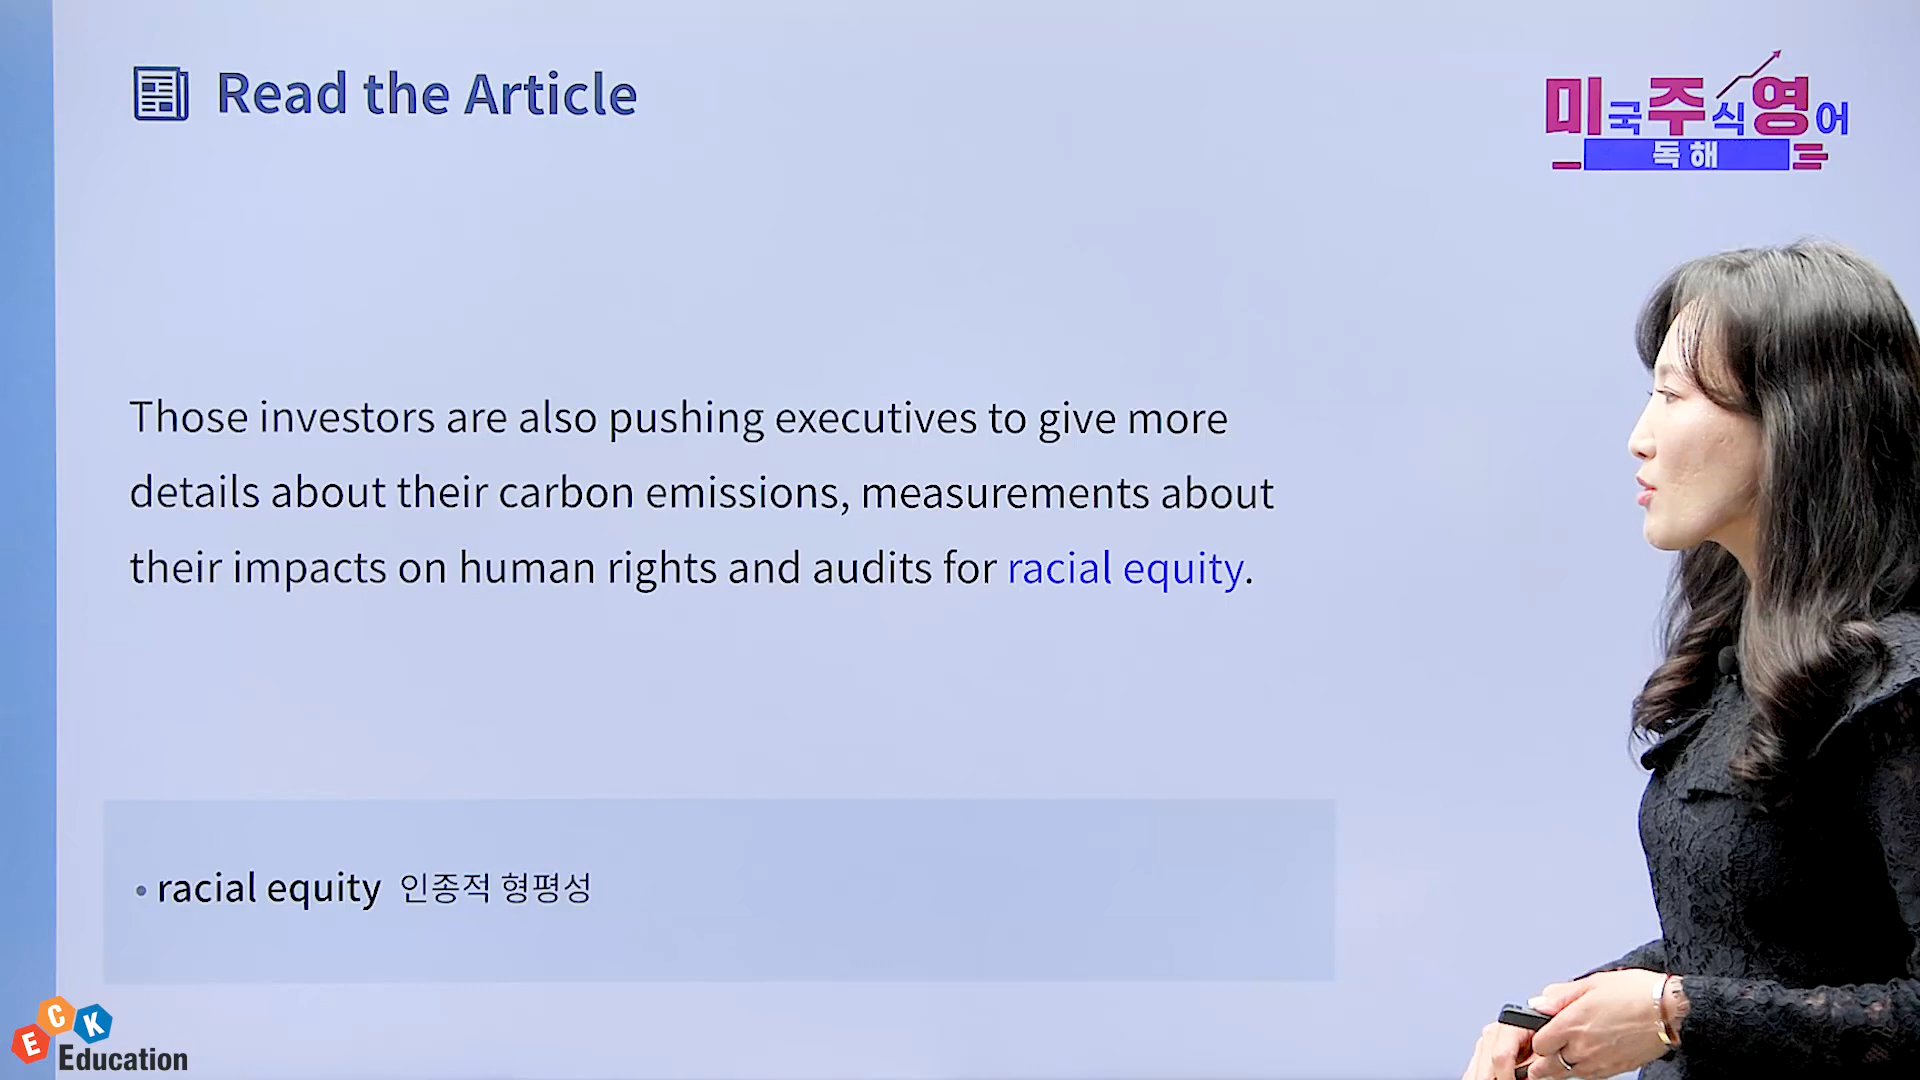 Read the Article
미국주식영어
독해
Those investors are also pushing executives to give more
details about their carbon emissions, measurements about
their impacts on human rights and audits for racial equity.
• racial equity 인종적 형평성
ECK
Education